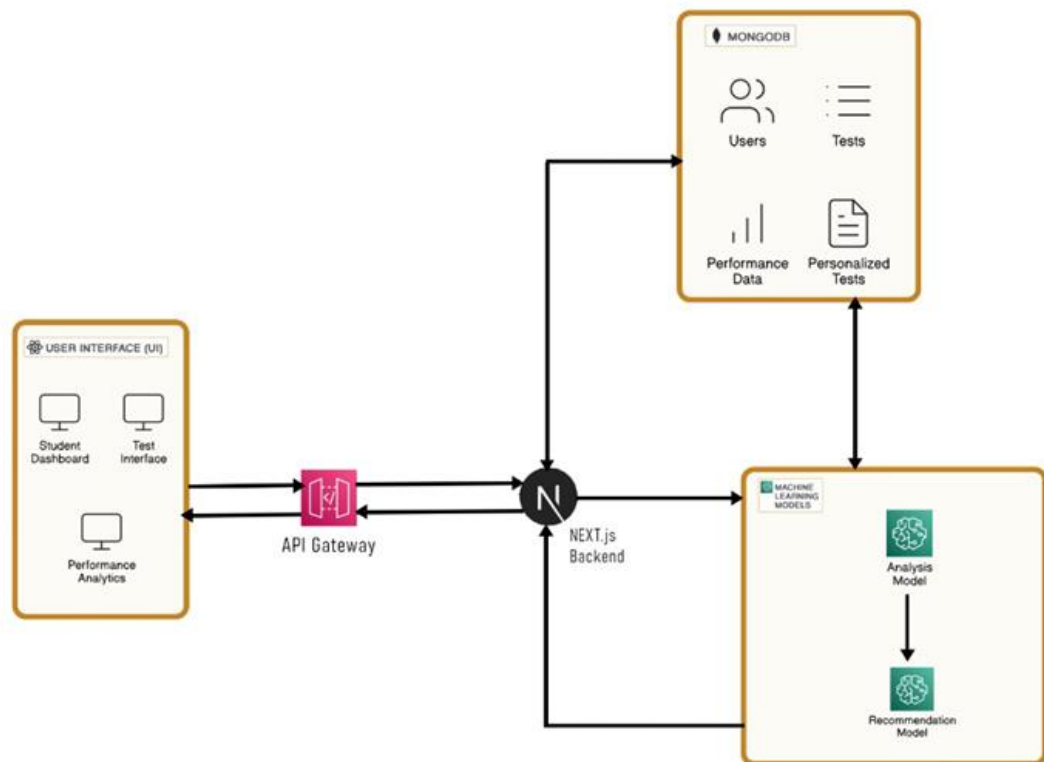 MONGODB
Users
Tests
Performance
Data
Personalized
Tests
USER INTERFACE (UI)
Student
Dashboard
Test
Interface
Performance
Analytics
API Gateway
N
NEXT.js
Backend
MACHINE
LEARNING
MODELS
Analysis
Model
Recommendation
Model